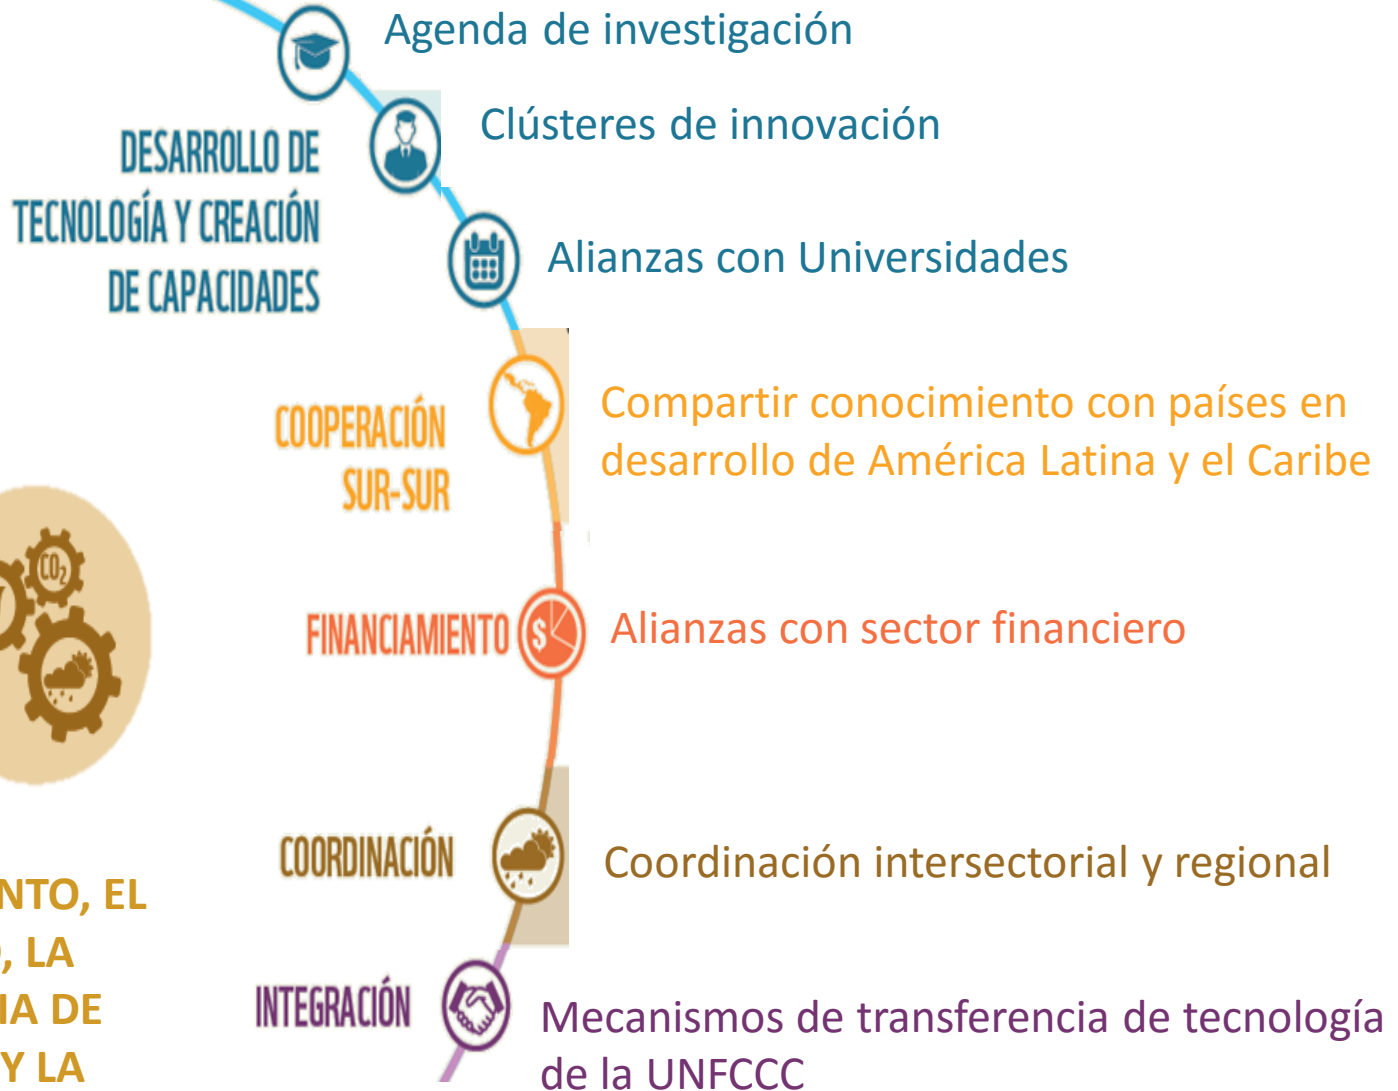 Agenda de investigación
Clústeres de innovación
DESARROLLO DE
TECNOLOGÍA Y CREACIÓN
DE CAPACIDADES
Alianzas con Universidades
COOPERACIÓN
SUR-SUR
Compartir conocimiento con países en
desarrollo de América Latina y el Caribe
CO2
FINANCIAMIENTO
$
Alianzas con sector financiero
COORDINACIÓN
Coordinación intersectorial y regional
NTO, EL
, LA
IA DE
Y LA
INTEGRACIÓN
Mecanismos de transferencia de tecnología
de la UNFCCC